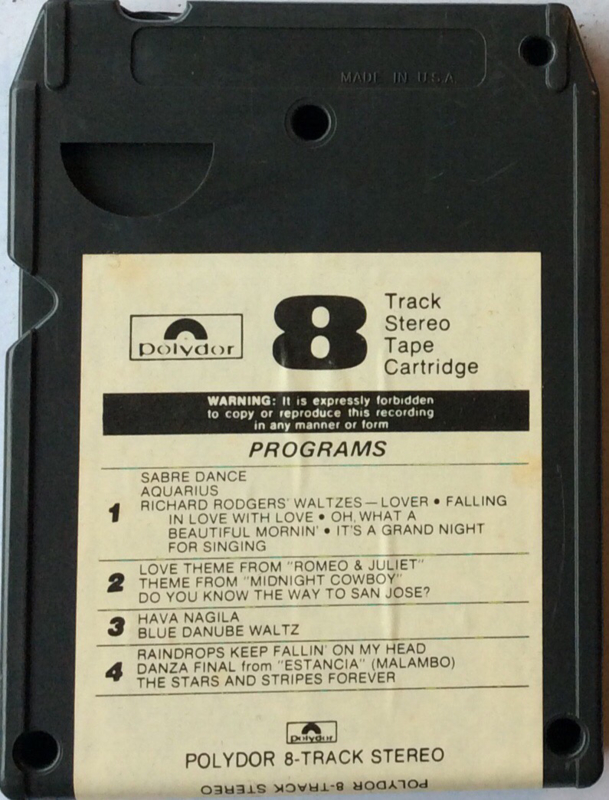 MADE IN U.S.A
polydor
8
Track
Stereo
Tape
Cartridge
WARNING: It is expressly forbidden
to copy or reproduce this recording
in any manner or form
PROGRAMS
1
SABRE DANCE
AQUARIUS
RICHARD RODGERS' WALTZES—LOVER • FALLING
IN LOVE WITH LOVE • OH, WHAT A
BEAUTIFUL MORNIN' • IT'S A GRAND NIGHT
FOR SINGING
2
LOVE THEME FROM "ROMEO & JULIET"
THEME FROM "MIDNIGHT COWBOY"
DO YOU KNOW THE WAY TO SAN JOSE?
3
HAVA NAGILA
BLUE DANUBE WALTZ
4
RAINDROPS KEEP FALLIN' ON MY HEAD
DANZA FINAL from "ESTANCIA" (MALAMBO)
THE STARS AND STRIPES FOREVER
polydor
POLYDOR 8-TRACK STEREO
POLYDOR 8-TRACK STEREO